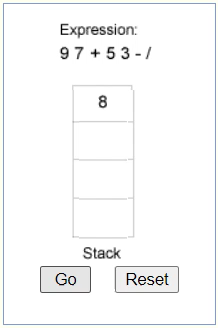 Expression:
9 7 + 5 3 - /
8
Stack
Go Reset